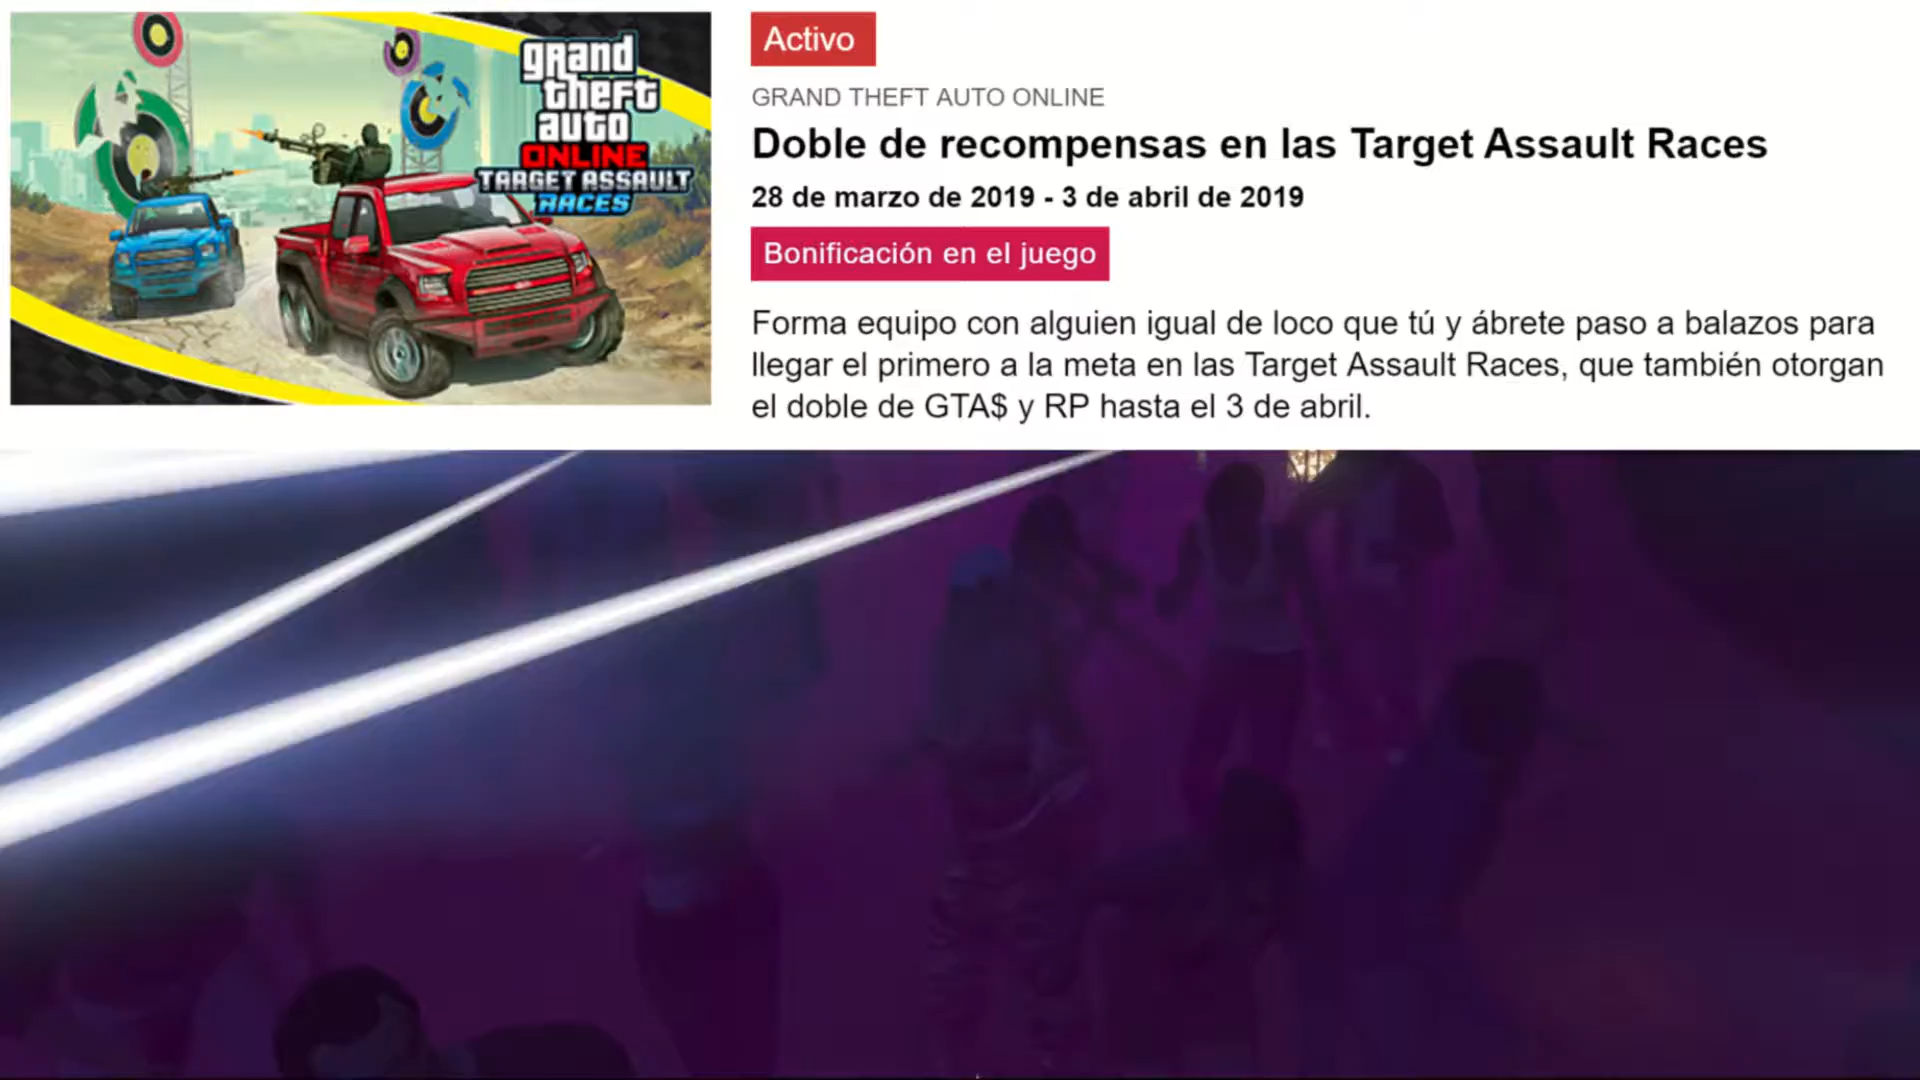 grand
theft
auto
ONLINE
TARGET ASSAULT
RACES
Activo
GRAND THEFT AUTO ONLINE
Doble de recompensas en las Target Assault Races
28 de marzo de 2019 - 3 de abril de 2019
Bonificación en el juego
Forma equipo con alguien igual de loco que tú y ábrete paso a balazos para
llegar el primero a la meta en las Target Assault Races, que también otorgan
el doble de GTA$ y RP hasta el 3 de abril.